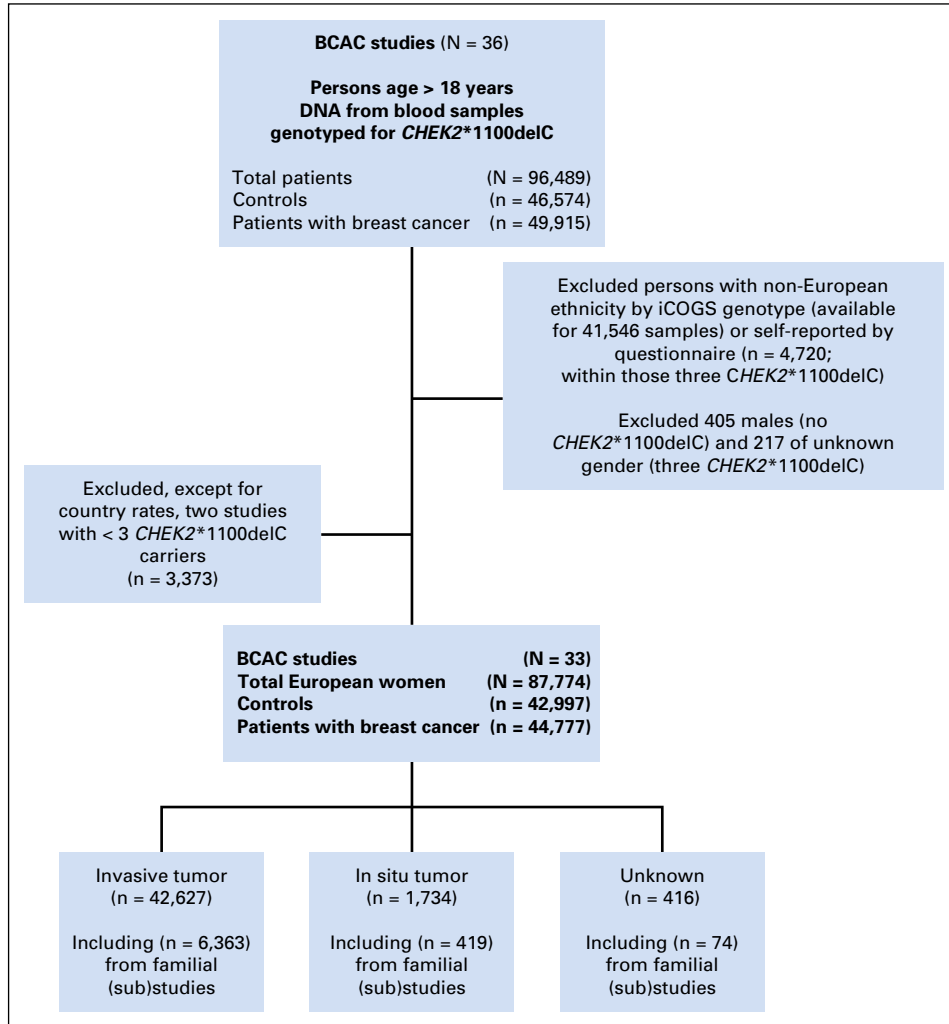 BCAC studies (N = 36)
Persons age > 18 years
DNA from blood samples
genotyped for CHEK2*1100delC
Total patients (N = 96,489)
Controls (n = 46,574)
Patients with breast cancer (n = 49,915)
Excluded persons with non-European
ethnicity by iCOGS genotype (available
for 41,546 samples) or self-reported by
questionnaire (n = 4,720;
within those three CHEK2*1100delC)
Excluded 405 males (no
CHEK2*1100delC) and 217 of unknown
gender (three CHEK2*1100delC)
Excluded, except for
country rates, two studies
with < 3 CHEK2*1100delC
carriers
(n = 3,373)
BCAC studies (N = 33)
Total European women (N = 87,774)
Controls (n = 42,997)
Patients with breast cancer (n = 44,777)
Invasive tumor
(n = 42,627)
Including (n = 6,363)
from familial
(sub)studies
In situ tumor
(n = 1,734)
Including (n = 419)
from familial
(sub)studies
Unknown
(n = 416)
Including (n = 74)
from familial
(sub)studies